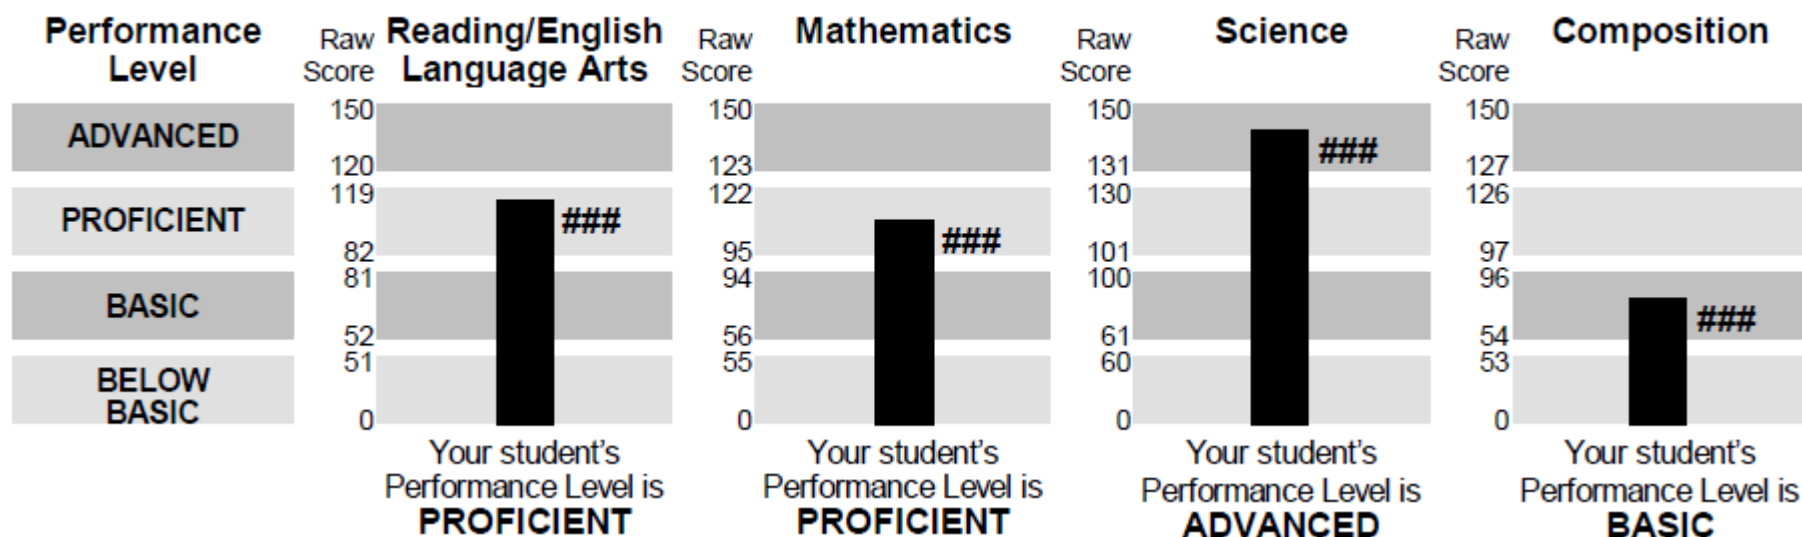 Performance Level
Raw Score
Reading/English Language Arts
Raw Score
Mathematics
Raw Score
Science
Raw Score
Composition
ADVANCED
150
120
150
123
150
131
###
150
127
PROFICIENT
119
82
###
122
95
###
130
101
126
97
BASIC
81
52
94
56
100
61
96
54
###
BELOW BASIC
51
0
55
0
60
0
53
0
Your student's
Performance Level is
PROFICIENT
Your student's
Performance Level is
PROFICIENT
Your student's
Performance Level is
ADVANCED
Your student's
Performance Level is
BASIC